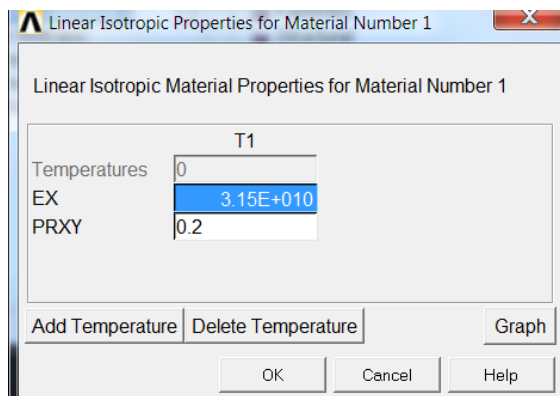 Linear Isotropic Properties for Material Number 1
Linear Isotropic Material Properties for Material Number 1
T1
Temperatures 0
EX 3.15E+010
PRXY 0.2
Add Temperature Delete Temperature Graph
OK Cancel Help